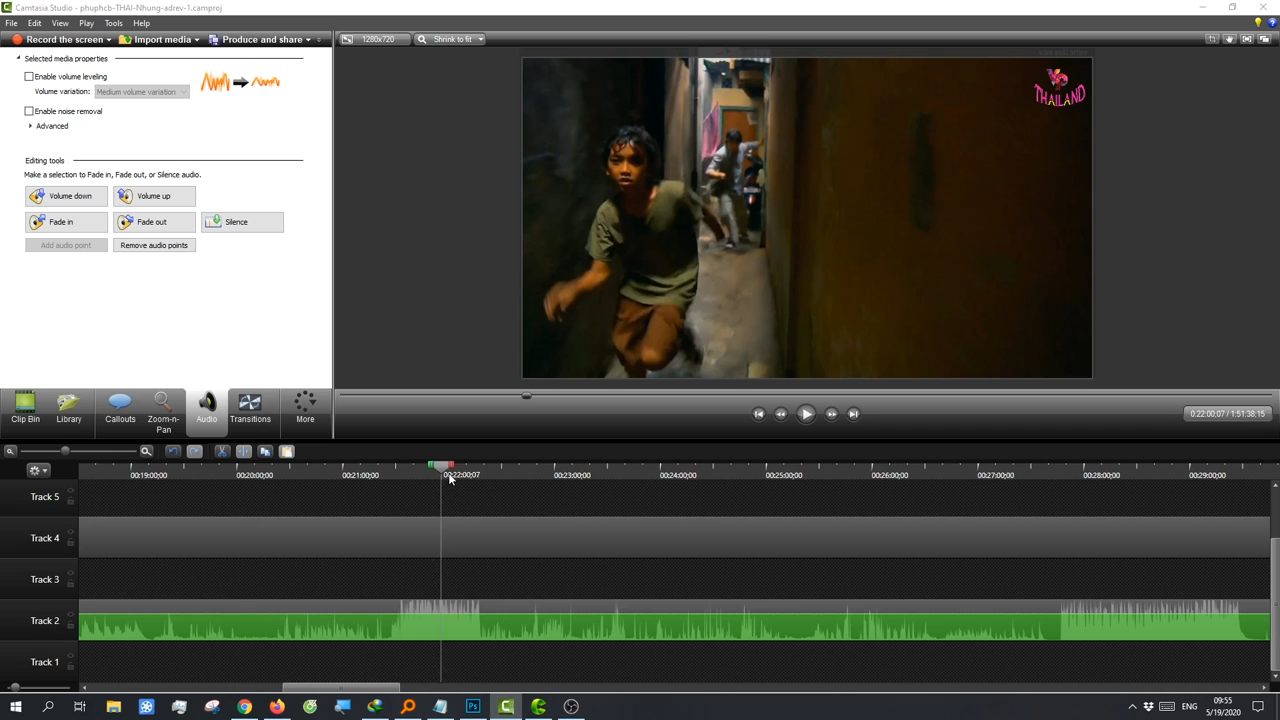 Camtasia Studio - phuphcb-THAI-Nhung-adrev-1.camproj
File Edit View Play Tools Help
Record the screen Import media Produce and share
1280x720 Shrink to fit
Selected media properties
Enable volume leveling
Volume variation: Medium volume variation
Enable noise removal
Advanced
THAILAND
Editing tools
Make a selection to Fade in, Fade out, or Silence audio.
Volume down Volume up
Fade in Fade out Silence
Add audio point Remove audio points
Clip Bin Library Callouts Zoom-n-Pan Audio Transitions More
0:22:00;07 / 1:51:38;15
00:19:00;00 00:20:00;00 00:21:00;00 00:22:00;07 00:23:00;00 00:24:00;00 00:25:00;00 00:26:00;00 00:27:00;00 00:28:00;00 00:29:00;00
Track 5
Track 4
Track 3
Track 2
Track 1
Ps
ENG
09:55
5/19/2020